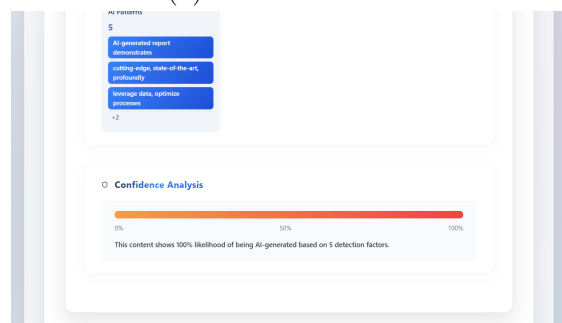 AI Patterns
5
AI-generated report
demonstrates
cutting-edge, state-of-the-art,
profoundly
leverage data, optimize
processes
+2
Confidence Analysis
0%
50%
100%
This content shows 100% likelihood of being AI-generated based on 5 detection factors.